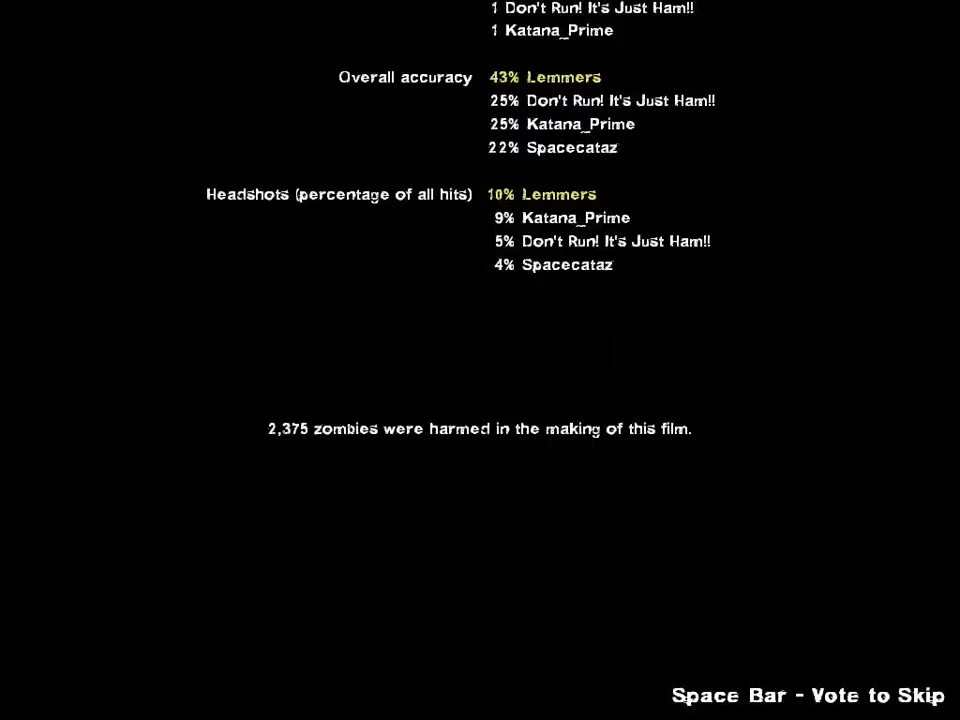 1 Don't Run! It's Just Ham!!
1 Katana_Prime
Overall accuracy 43% Lemmers
25% Don't Run! It's Just Ham!!
25% Katana_Prime
22% Spacecataz
Headshots (percentage of all hits) 10% Lemmers
9% Katana_Prime
5% Don't Run! It's Just Ham!!
4% Spacecataz
2,375 zombies were harmed in the making of this film.
Space Bar - Vote to Skip